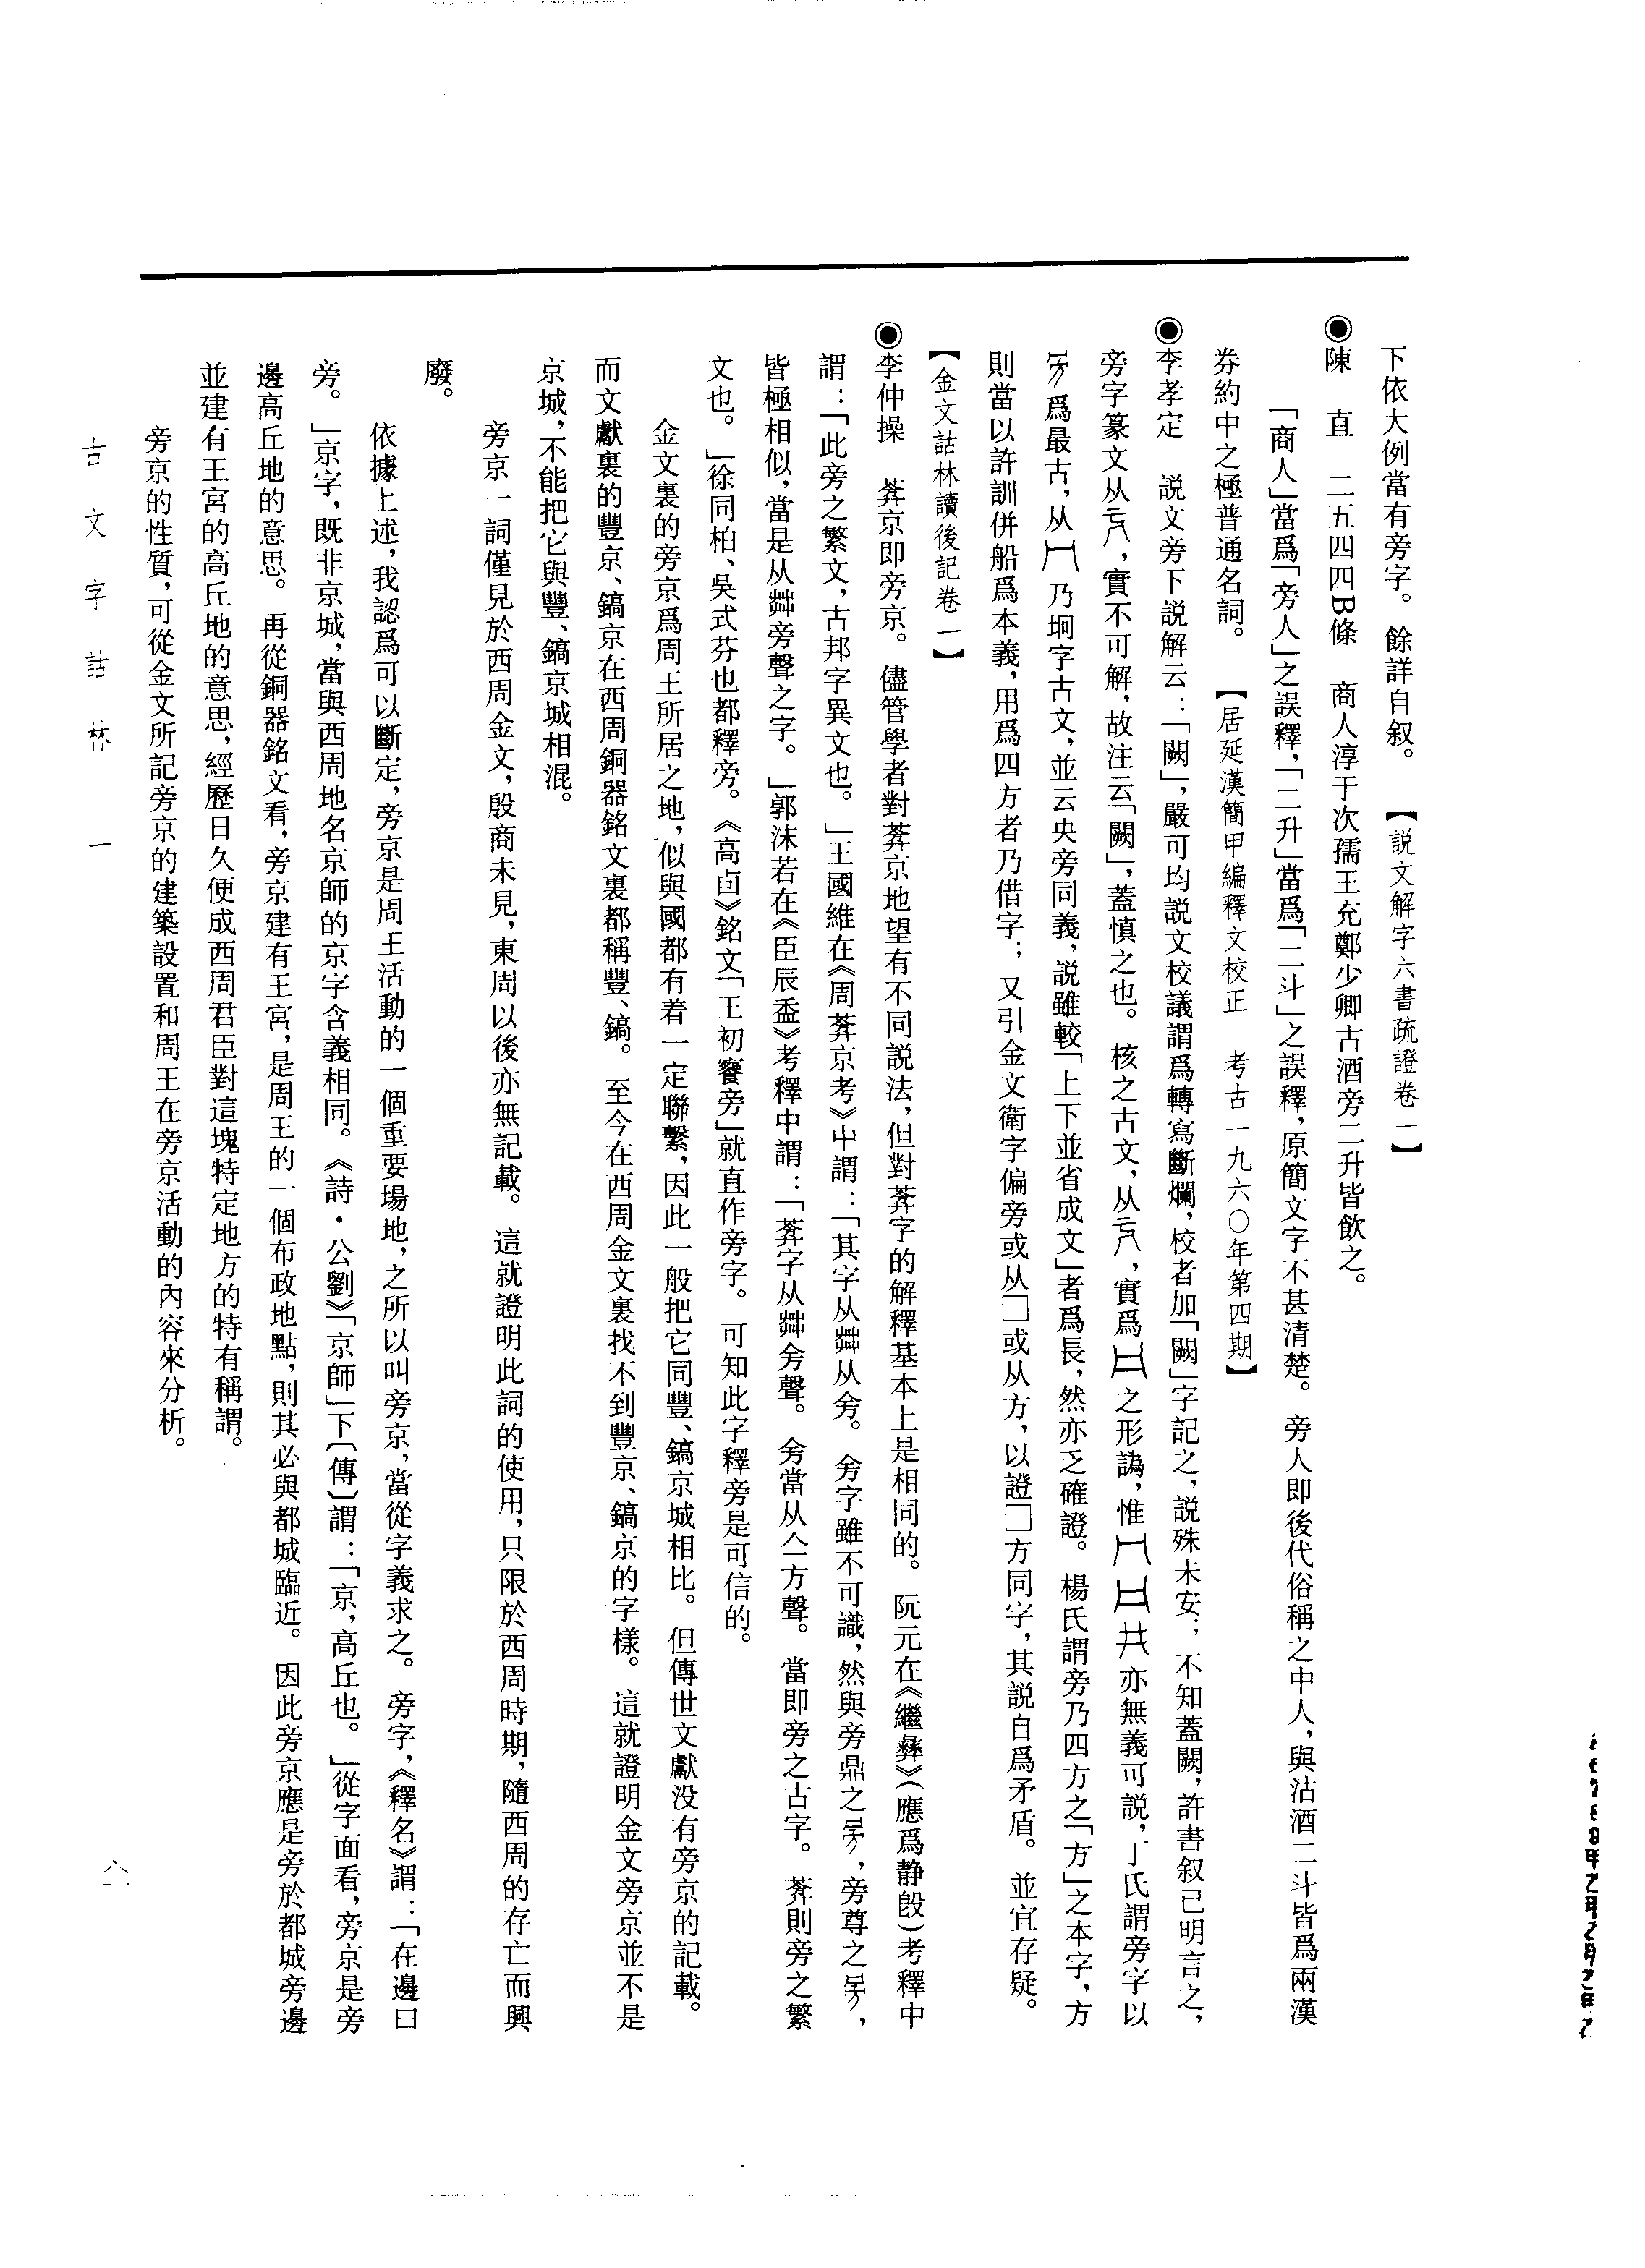 下依大例當有旁字。餘詳自叙。　【説文解字六書疏證卷一】
◉陳　直　二五四四B條　商人淳于次孺王充鄭少卿古酒旁二升皆飲之。
「商人」當爲「旁人」之誤釋,「二升」當爲「二斗」之誤釋,原簡文字不甚清楚。旁人即後代俗稱之中人,與沽酒二斗皆爲兩漢
券約中之極普通名詞。　【居延漢簡甲編釋文校正　考古一九六〇年第四期】
◉李孝定　説文旁下説解云:「闕」,嚴可均説文校議謂爲轉寫斷爛,校者加「闕」字記之,説殊未安;不知蓋闕,許書叙已明言之,
旁字篆文从,實不可解,故注云「闕」,蓋慎之也。核之古文,从,實爲之形譌,惟亦無義可説,丁氏謂旁字以
爲最古,从乃坰字古文,並云央旁同義,説雖較「上下並省成文」者爲長,然亦乏確證。楊氏謂旁乃四方之「方」之本字,方
則當以許訓併船爲本義,用爲四方者乃借字;又引金文衛字偏旁或从□或从方,以證□方同字,其説自爲矛盾。並宜存疑。
【金文詁林讀後記卷一】
◉李仲操　䇂京即旁京。儘管學者對京地望有不同説法,但對字的解釋基本上是相同的。阮元在《繼彝》(應爲静𣪘)考釋中
謂:「此旁之繁文,古邦字異文也。」王國維在《周京考》中謂:「其字从茻从㫄。㫄字雖不可識,然與旁鼎之,旁尊之,
皆極相似,當是从茻旁聲之字。」郭沫若在《臣辰盉》考釋中謂:「字从茻聲。當从亼方聲。當即旁之古字。則旁之繁
文也。」徐同柏、吳式芬也都釋旁。《高卣》銘文「王初饔旁」就直作旁字。可知此字釋旁是可信的。
金文裏的旁京爲周王所居之地,似與國都有着一定聯繫,因此一般把它同豐、鎬京城相比。但傳世文獻没有旁京的記載。
而文獻裏的豐京、鎬京在西周銅器銘文裏都稱豐、鎬。至今在西周金文裏找不到豐京、鎬京的字樣。這就證明金文旁京並不是
京城,不能把它與豐、鎬京城相混。
旁京一詞僅見於西周金文,殷商未見,東周以後亦無記載。這就證明此詞的使用,只限於西周時期,隨西周的存亡而興
廢。
依據上述,我認爲可以斷定,旁京是周王活動的一個重要場地,之所以叫旁京,當從字義求之。旁字,《釋名》謂:「在邊曰
旁。」京字,既非京城,當與西周地名京師的京字含義相同。《詩·公劉》「京師」下〔傳〕謂:「京,高丘也。」從字面看,旁京是旁
邊高丘地的意思。再從銅器銘文看,旁京建有王宮,是周王的一個布政地點,則其必與都城臨近。因此旁京應是旁於都城旁邊
並建有王宮的高丘地的意思,經歷日久便成西周君臣對這塊特定地方的特有稱謂。
旁京的性質,可從金文所記旁京的建築設置和周王在旁京活動的内容來分析。
古文字詁林　一